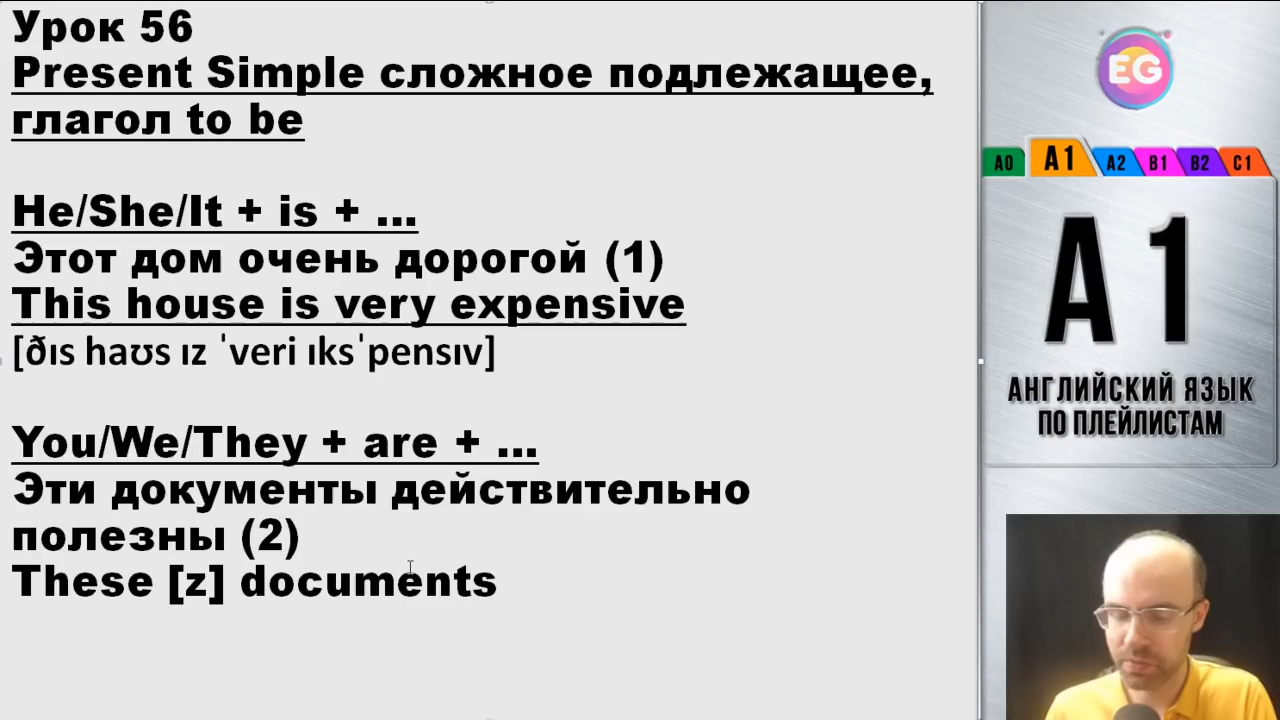 Урок 56
Present Simple сложное подлежащее,
глагол to be
He/She/It + is + ...
Этот дом очень дорогой (1)
This house is very expensive
[ðɪs haʊs ɪz ˈveri ɪksˈpensɪv]
You/We/They + are + ...
Эти документы действительно
полезны (2)
These [z] documents
EG
A0 A1 A2 B1 B2 C1
A1
АНГЛИЙСКИЙ ЯЗЫК
ПО ПЛЕЙЛИСТАМ